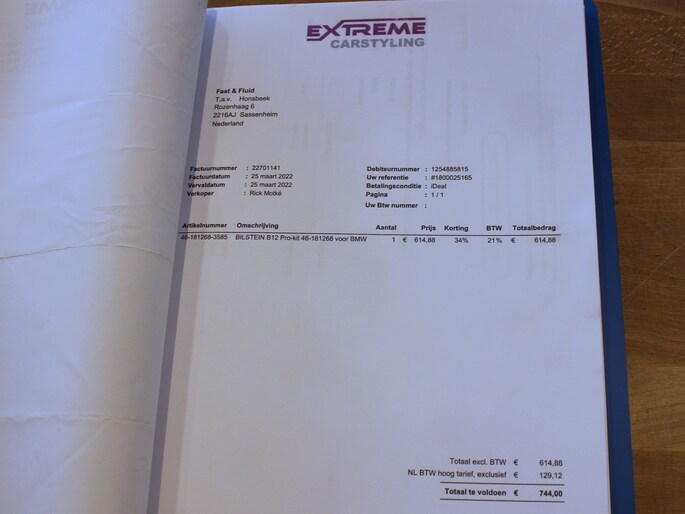 EXTREME
CARSTYLING
Fast & Fluid
T.a.v. Honsbeek
Rozenhaag 6
2216AJ Sassenheim
Nederland
Factuurnummer : 22701141
Factuurdatum : 25 maart 2022
Vervaldatum : 25 maart 2022
Verkoper : Rick Motké
Debiteurnummer : 1254885815
Uw referentie : #1800025165
Betalingsconditie : iDeal
Pagina : 1 / 1
Uw Btw nummer :
Artikelnummer Omschrijving Aantal Prijs Korting BTW Totaalbedrag
46-181268-3585 BILSTEIN B12 Pro-kit 46-181268 voor BMW 1 € 614,88 34% 21% € 614,88
Totaal excl. BTW € 614,88
NL BTW hoog tarief, exclusief € 129,12
Totaal te voldoen € 744,00